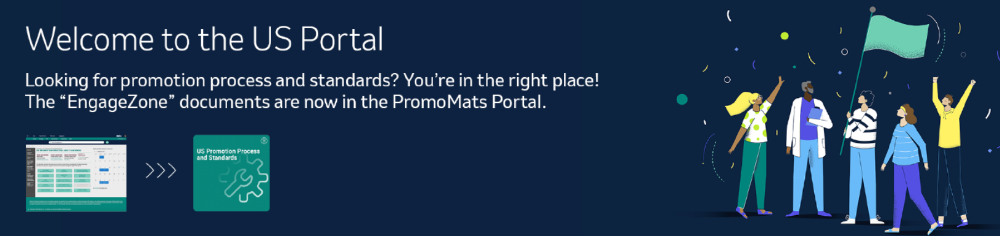 Welcome to the US Portal
Looking for promotion process and standards? You’re in the right place!
The “EngageZone” documents are now in the PromoMats Portal.
US PROMOTION PROCESS AND STANDARDS
US Promotion Process
and Standards